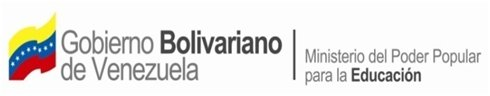 Gobierno Bolivariano
de Venezuela
Ministerio del Poder Popular
para la Educación